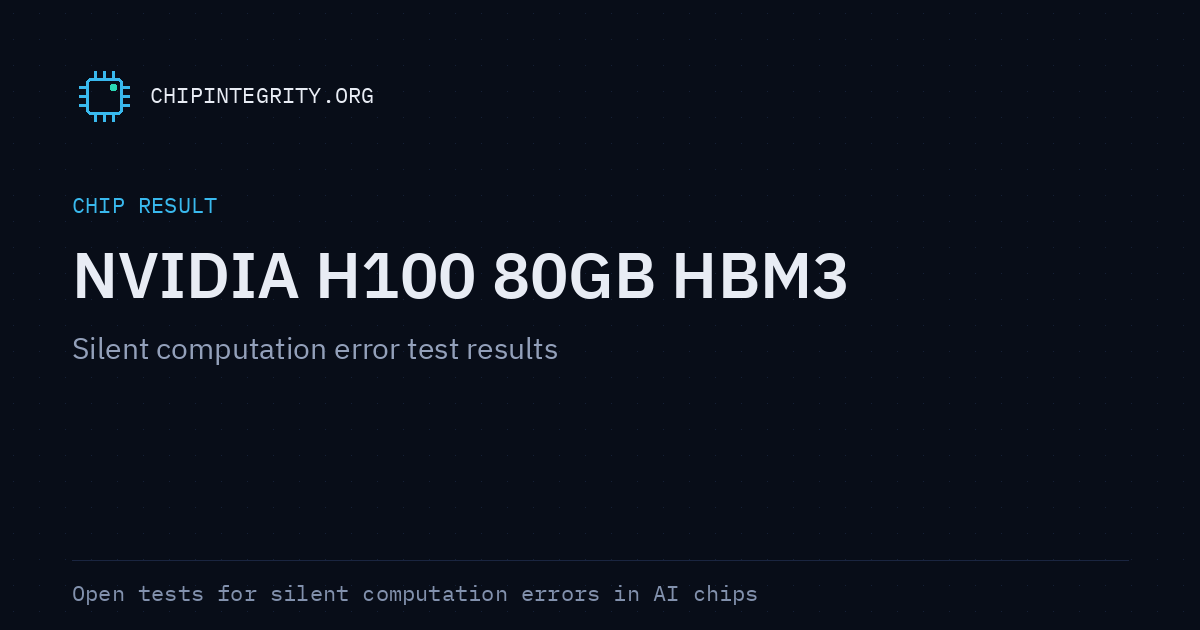 CHIPINTEGRITY.ORG
CHIP RESULT
NVIDIA H100 80GB HBM3
Silent computation error test results
Open tests for silent computation errors in AI chips